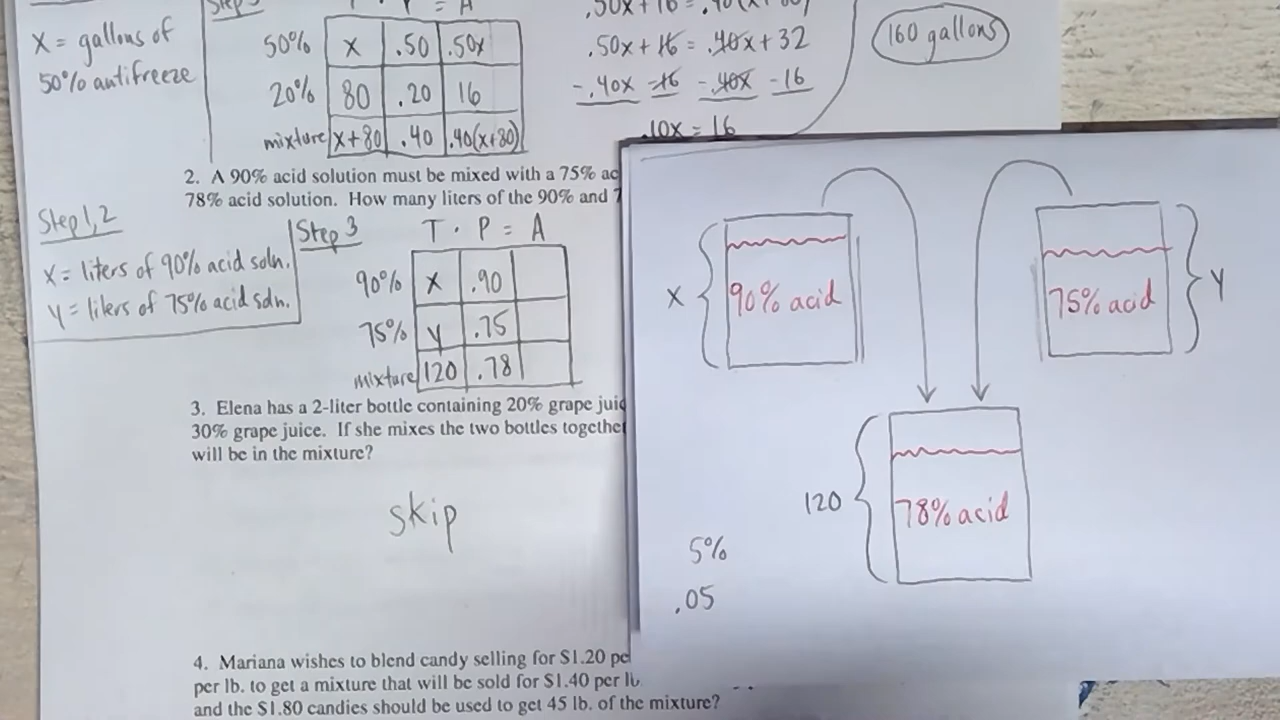 Step 3
T · P = A
.50x + 16 = .40(x+80)
X = gallons of
50% antifreeze
50% x .50 .50x
20% 80 .20 16
mixture x+80 .40 .40(x+80)
.50x + 16 = .40x + 32
-.40x -16 -.40x -16
.10x = 16
160 gallons
2. A 90% acid solution must be mixed with a 75% ac
78% acid solution. How many liters of the 90% and 7
Step 1,2
x = liters of 90% acid soln.
y = liters of 75% acid soln.
Step 3
T · P = A
90% x .90
75% y .75
mixture 120 .78
3. Elena has a 2-liter bottle containing 20% grape juic
30% grape juice. If she mixes the two bottles together
will be in the mixture?
skip
4. Mariana wishes to blend candy selling for $1.20 pe
per lb. to get a mixture that will be sold for $1.40 per lb
and the $1.80 candies should be used to get 45 lb. of the mixture?
X 90% acid
75% acid Y
120 78% acid
5%
.05